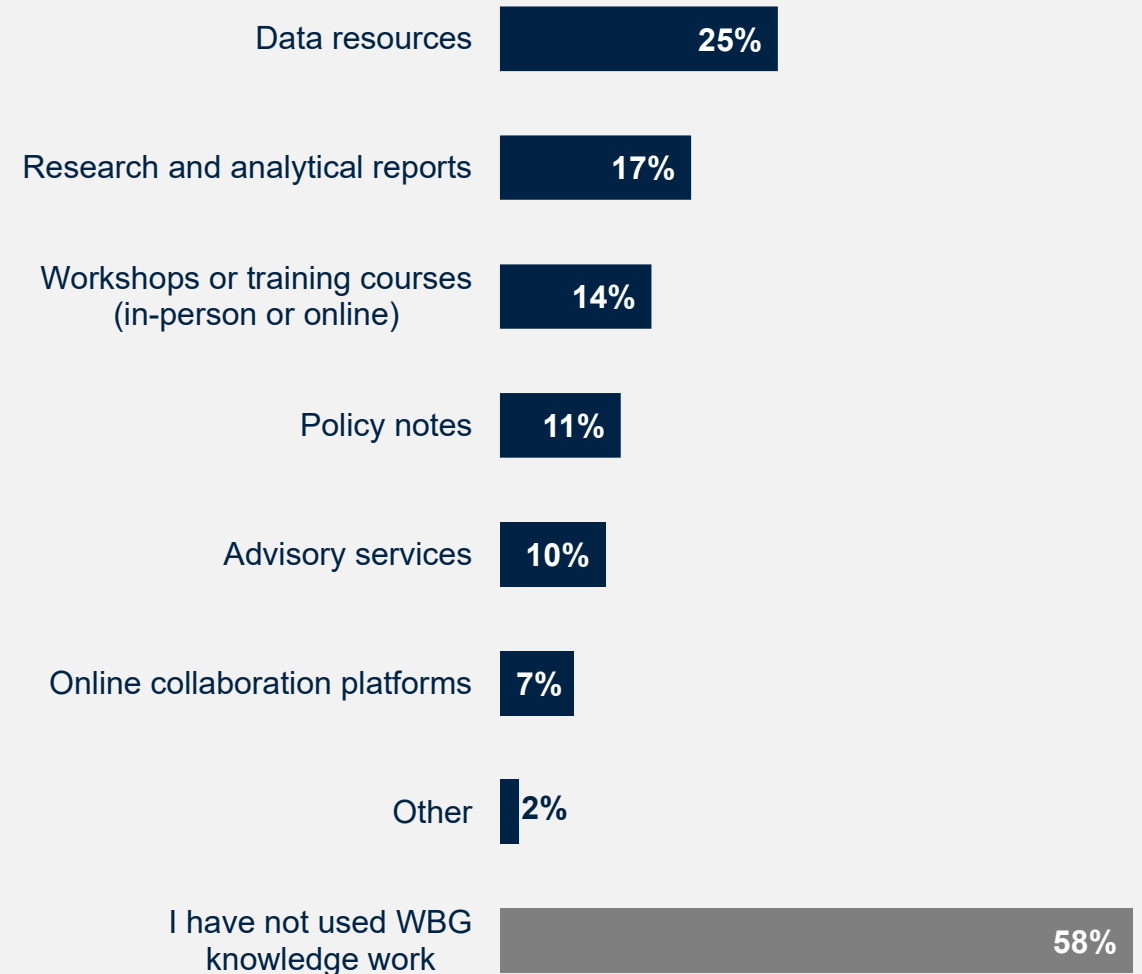 Data resources
25%
Research and analytical reports
17%
Workshops or training courses
(in-person or online)
14%
Policy notes
11%
Advisory services
10%
Online collaboration platforms
7%
Other
2%
I have not used WBG
knowledge work
58%